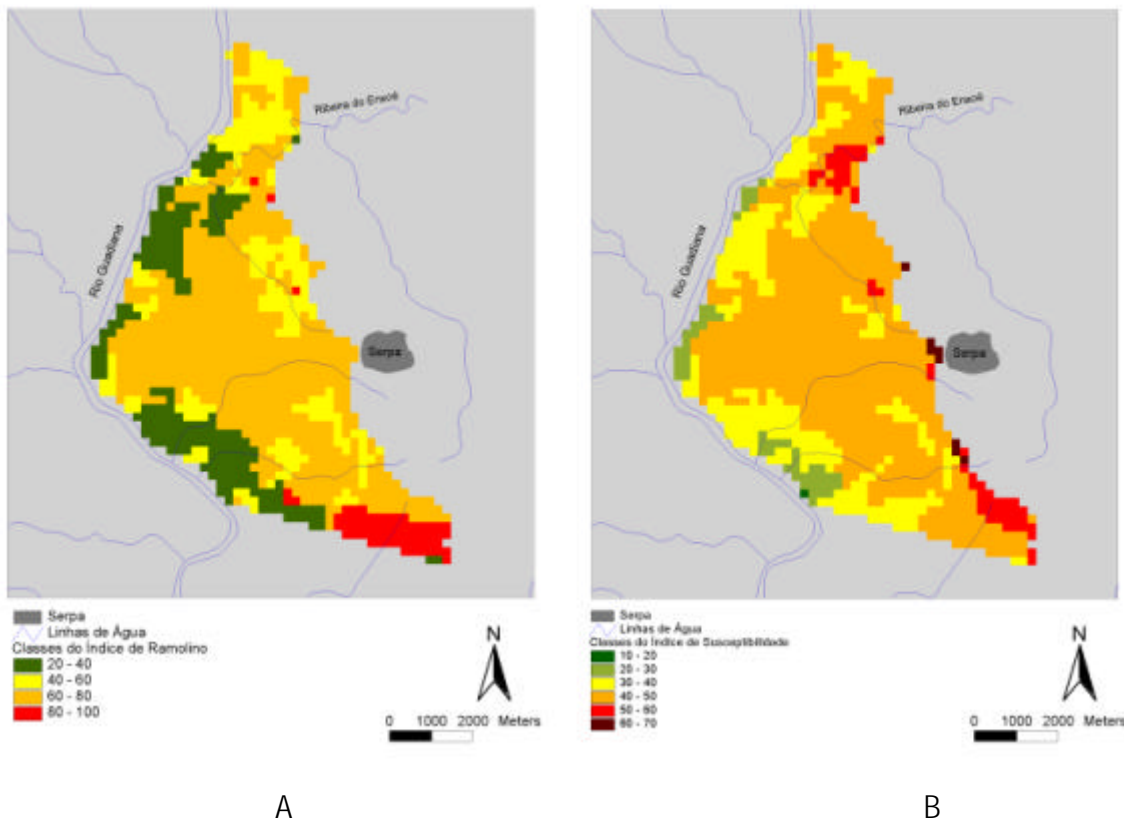 Ribeira do Enxoé
Rio Guadiana
Serpa
Serpa
Linhas de Água
Classes do Índice de Ramolino
20 - 40
40 - 60
60 - 80
80 - 100
N
0 1000 2000 Meters
A
Ribeira do Enxoé
Rio Guadiana
Serpa
Serpa
Linhas de Água
Classes do Índice de Susceptibilidade
10 - 20
20 - 30
30 - 40
40 - 50
50 - 60
60 - 70
N
0 1000 2000 Meters
B